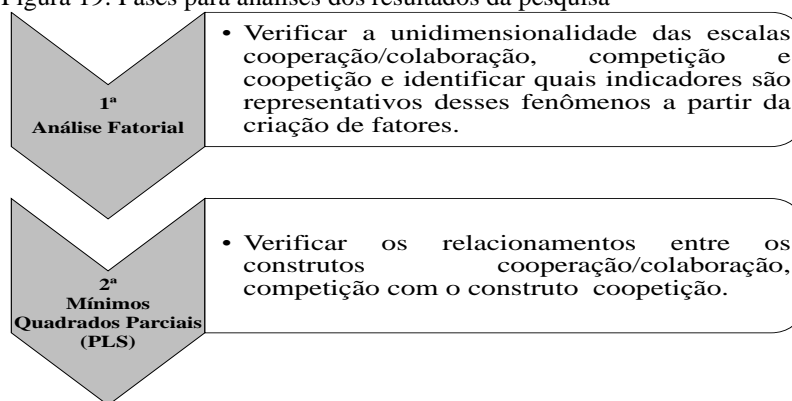 Figura 19: Fases para análises dos resultados da pesquisa
• Verificar a unidimensionalidade das escalas
cooperação/colaboração, competição e
coopetição e identificar quais indicadores são
representativos desses fenômenos a partir da
criação de fatores.
1ª
Análise Fatorial
• Verificar os relacionamentos entre os
construtos cooperação/colaboração,
competição com o construto coopetição.
2ª
Mínimos
Quadrados Parciais
(PLS)